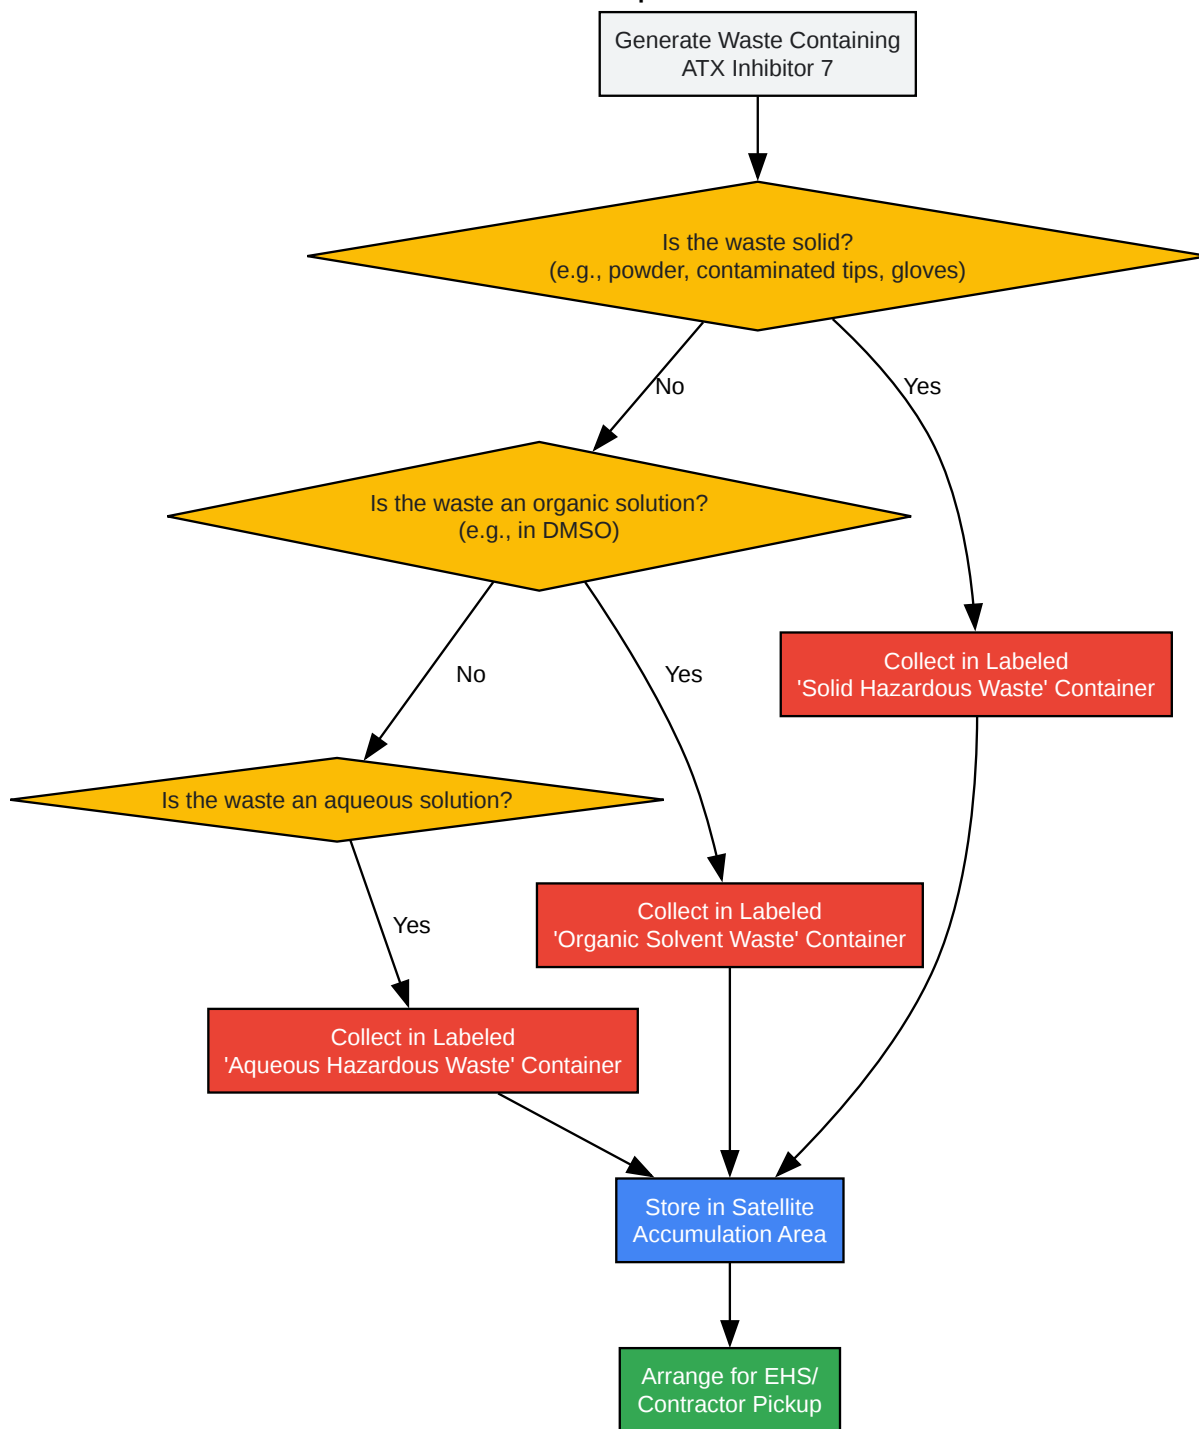 Generate Waste Containing
ATX Inhibitor 7
Is the waste solid?
(e.g., powder, contaminated tips, gloves)
No
Yes
Is the waste an organic solution?
(e.g., in DMSO)
No
Yes
Collect in Labeled
'Solid Hazardous Waste' Container
Is the waste an aqueous solution?
Yes
Collect in Labeled
'Organic Solvent Waste' Container
Collect in Labeled
'Aqueous Hazardous Waste' Container
Store in Satellite
Accumulation Area
Arrange for EHS/
Contractor Pickup